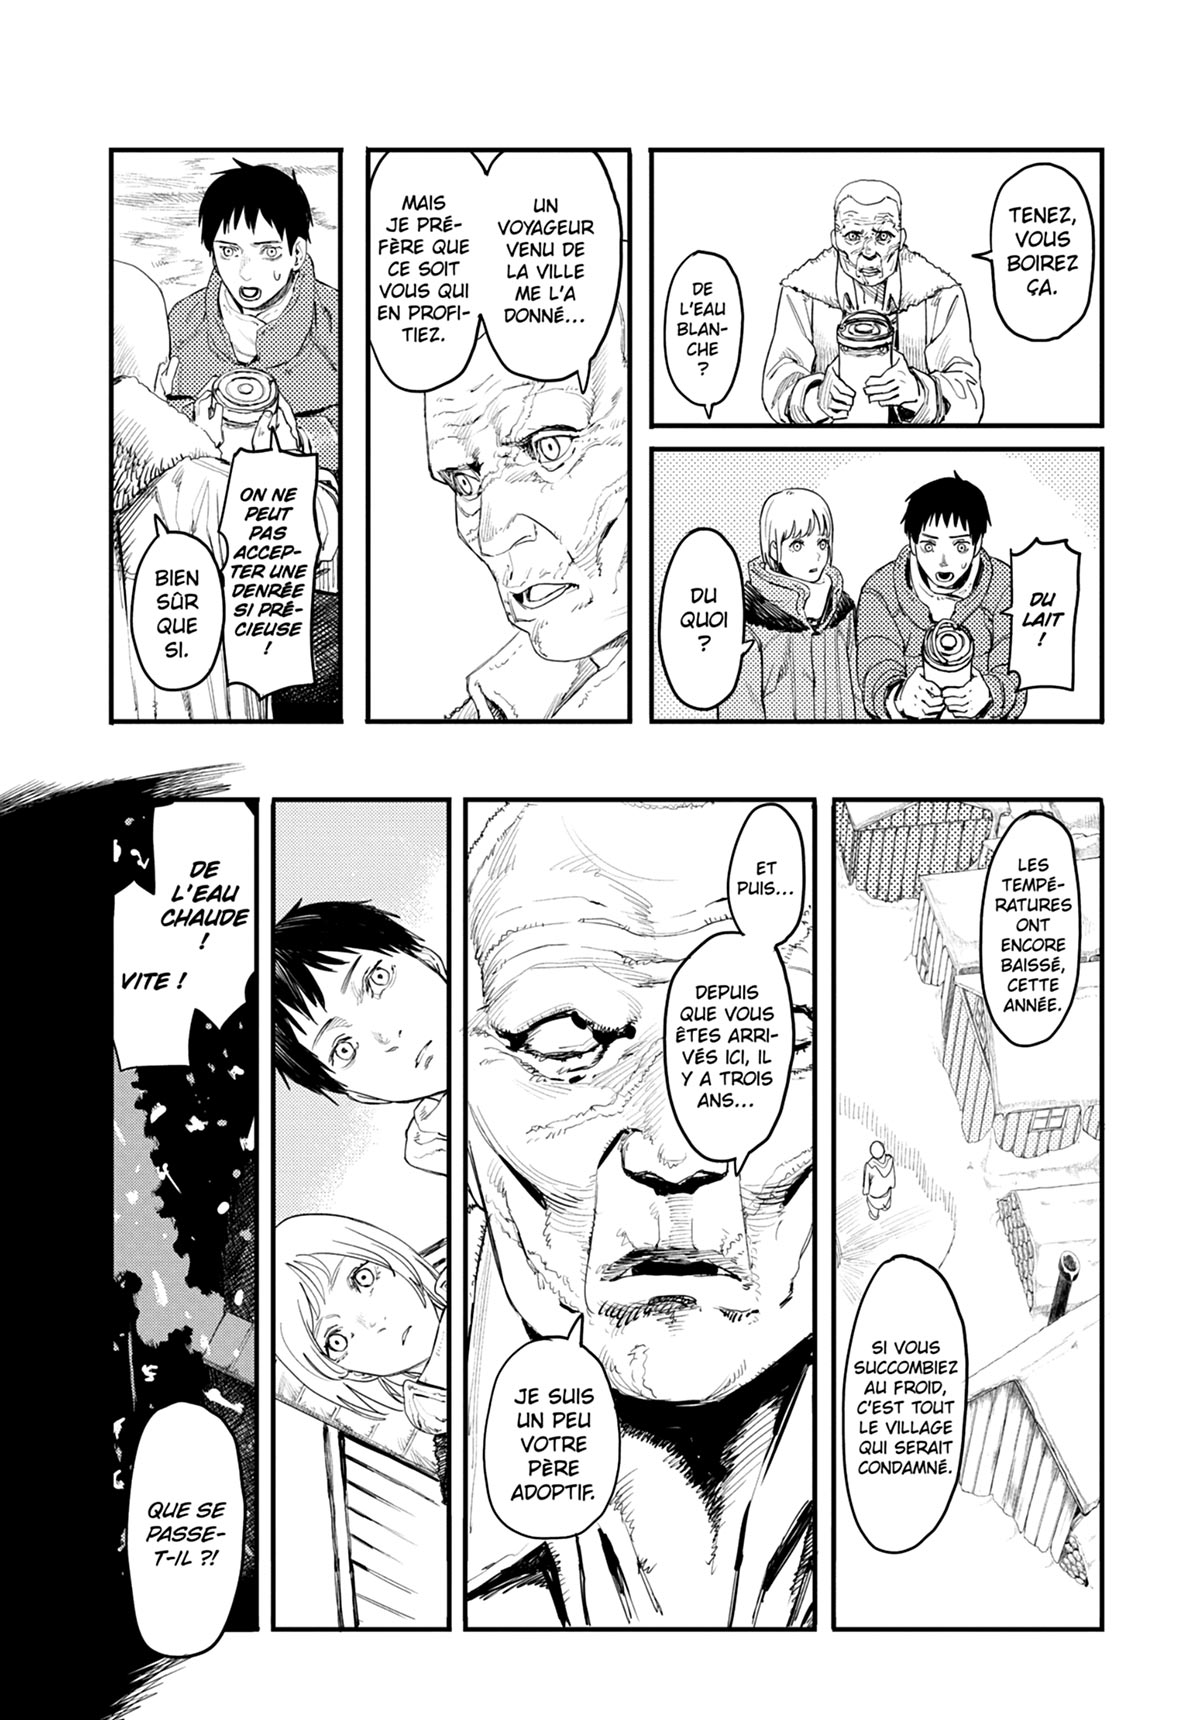 TENEZ,
VOUS
BOIREZ
ÇA.
DE
L'EAU
BLAN-
CHE
?
DU
LAIT
!
DU
QUOI
?
UN
VOYAGEUR
VENU DE
LA VILLE
ME L'A
DONNÉ...
MAIS
JE PRÉ-
FÈRE QUE
CE SOIT
VOUS QUI
EN PROFI-
TIEZ.
ON NE
PEUT
PAS
ACCEP-
TER UNE
DENRÉE
SI PRÉ-
CIEUSE
!
BIEN
SÛR
QUE
SI.
LES
TEMPÉ-
RATURES
ONT
ENCORE
BAISSÉ,
CETTE
ANNÉE.
SI VOUS
SUCCOMBIEZ
AU FROID,
C'EST TOUT
LE VILLAGE
QUI SERAIT
CONDAMNÉ.
ET
PUIS...
DEPUIS
QUE VOUS
ÊTES ARRI-
VÉS ICI, IL
Y A TROIS
ANS...
JE SUIS
UN PEU
VOTRE
PÈRE
ADOPTIF.
DE
L'EAU
CHAUDE
!
VITE !
QUE SE
PASSE-
T-IL ?!